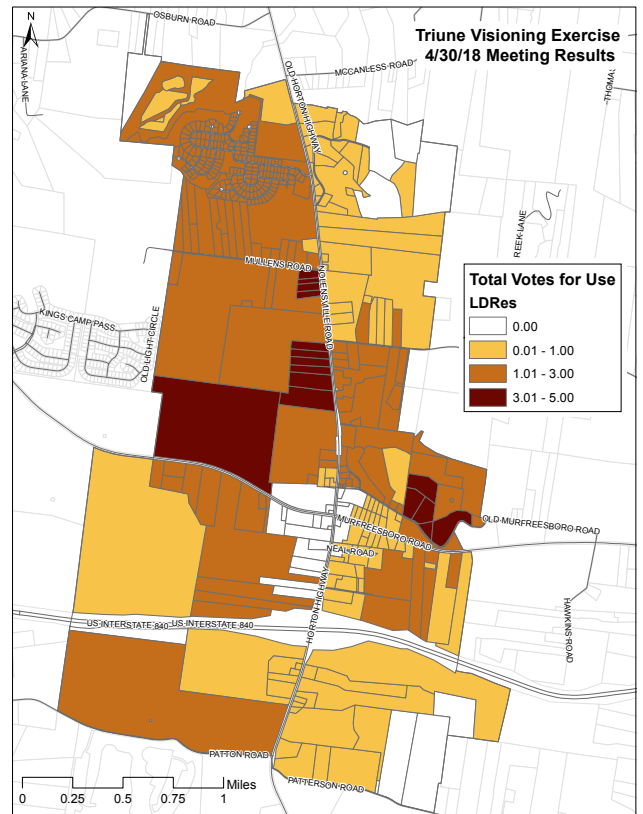 OSBURN ROAD
N
Triune Visioning Exercise
4/30/18 Meeting Results
ARIANA LANE
OLD HORTON HIGHWAY
MCCANLESS ROAD
THOMAS
REEK LANE
MULLENS ROAD
NOLENSVILLE ROAD
Total Votes for Use
LDRes
0.00
0.01 - 1.00
1.01 - 3.00
3.01 - 5.00
KINGS CAMP PASS
OLD LIGHT CIRCLE
MURFREESBORO ROAD
OLD MURFREESBORO ROAD
NEAL ROAD
HORTON HIGHWAY
HAWKINS ROAD
US INTERSTATE 840
US INTERSTATE 840
PATTON ROAD
PATTERSON ROAD
0 0.25 0.5 0.75 1 Miles